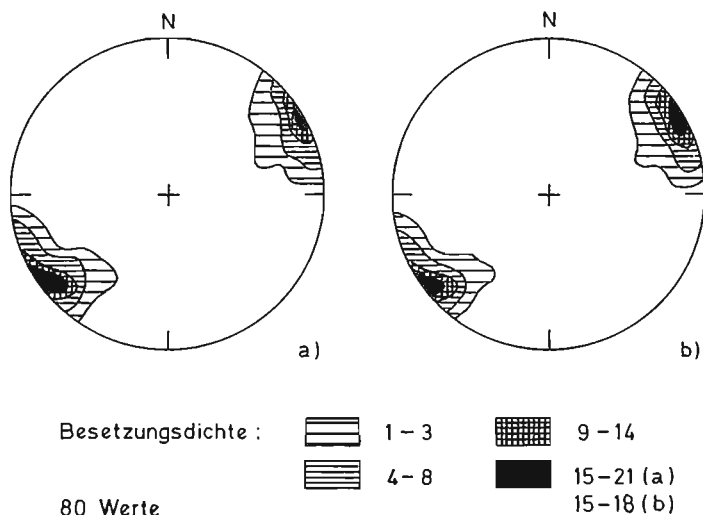 N N
a) b)
Besetzungsdichte : 1 – 3 9 – 14
4 – 8 15 – 21 (a)
15 – 18 (b)
80 Werte